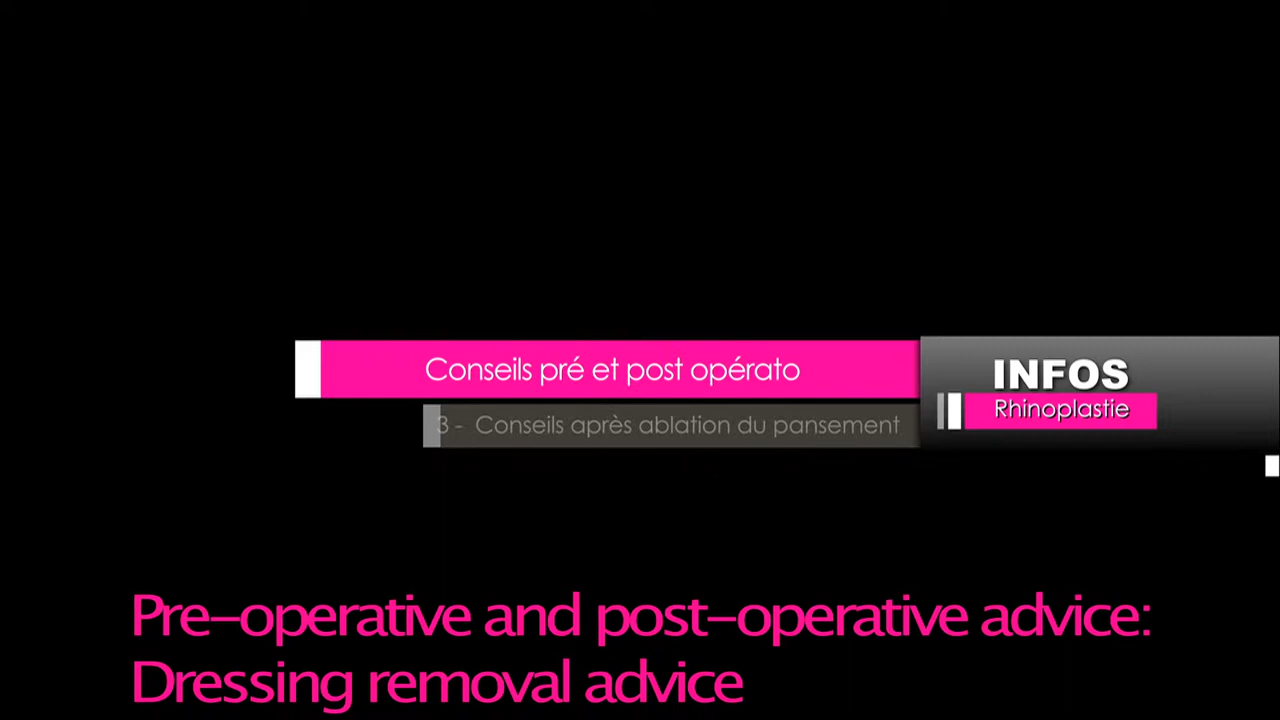 Conseils pré et post opérato
3 - Conseils après ablation du pansement
INFOS
Rhinoplastie
Pre-operative and post-operative advice:
Dressing removal advice